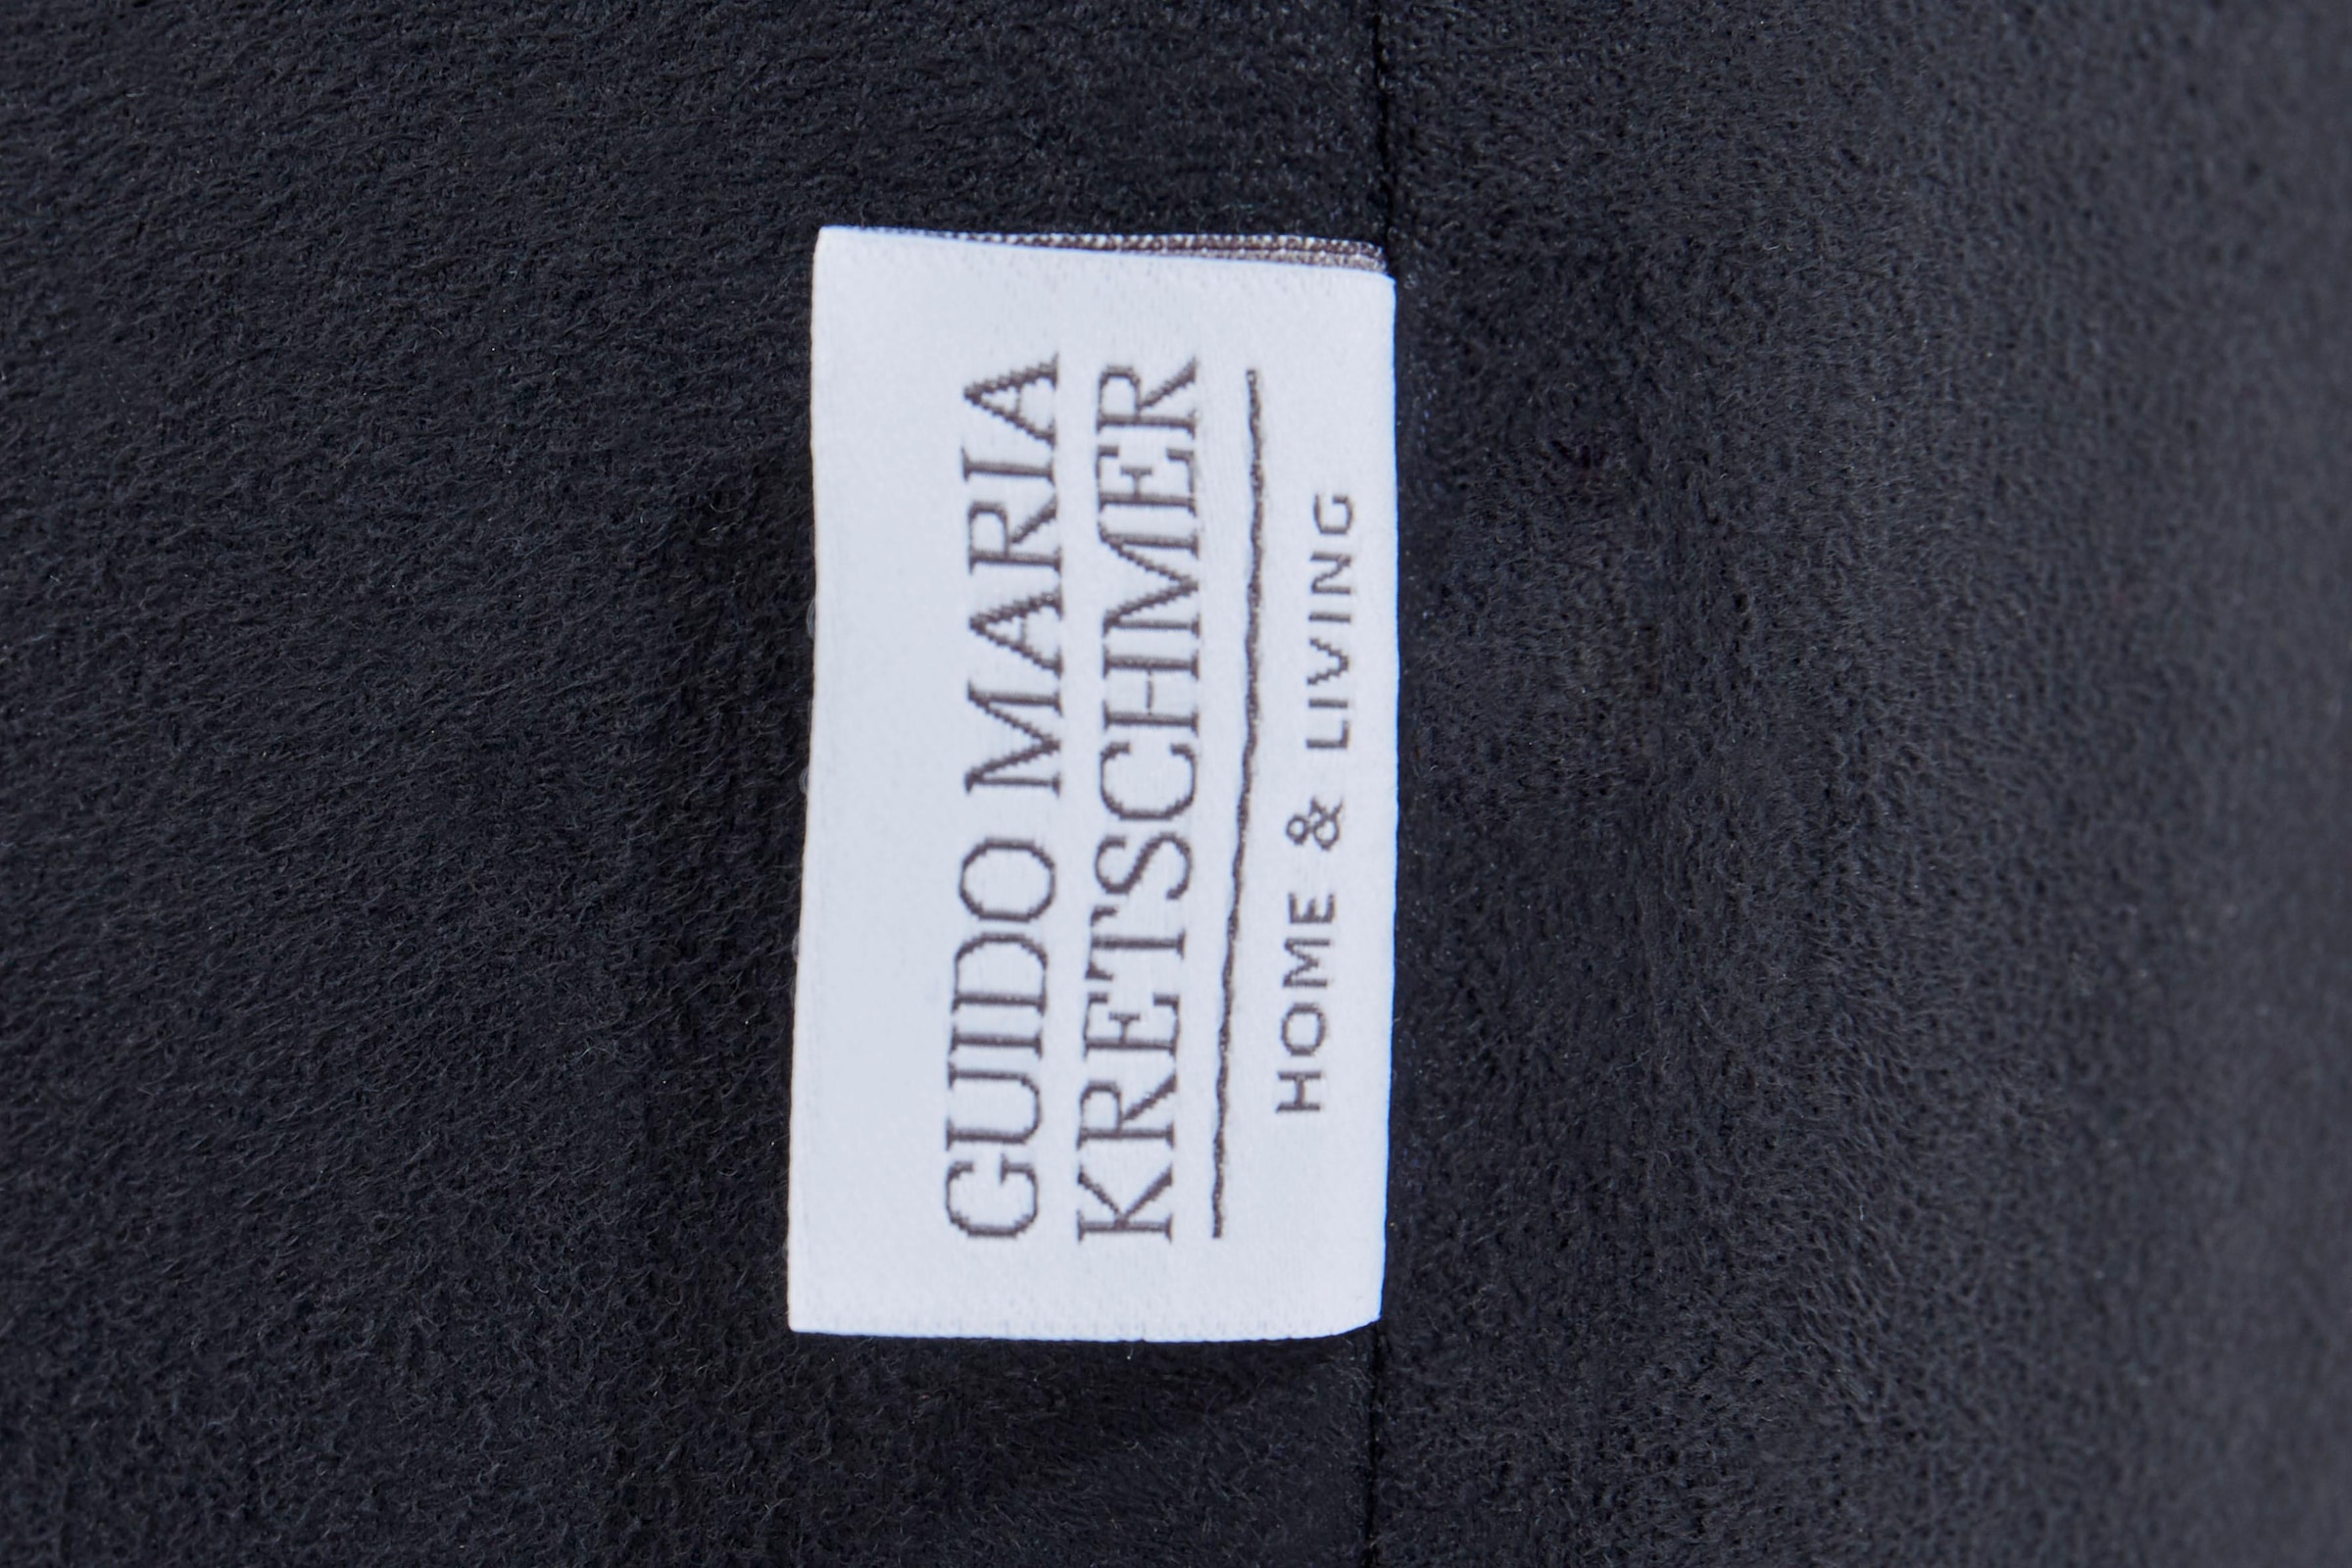 GUIDO MARIA
KRETSCHMER
HOME & LIVING